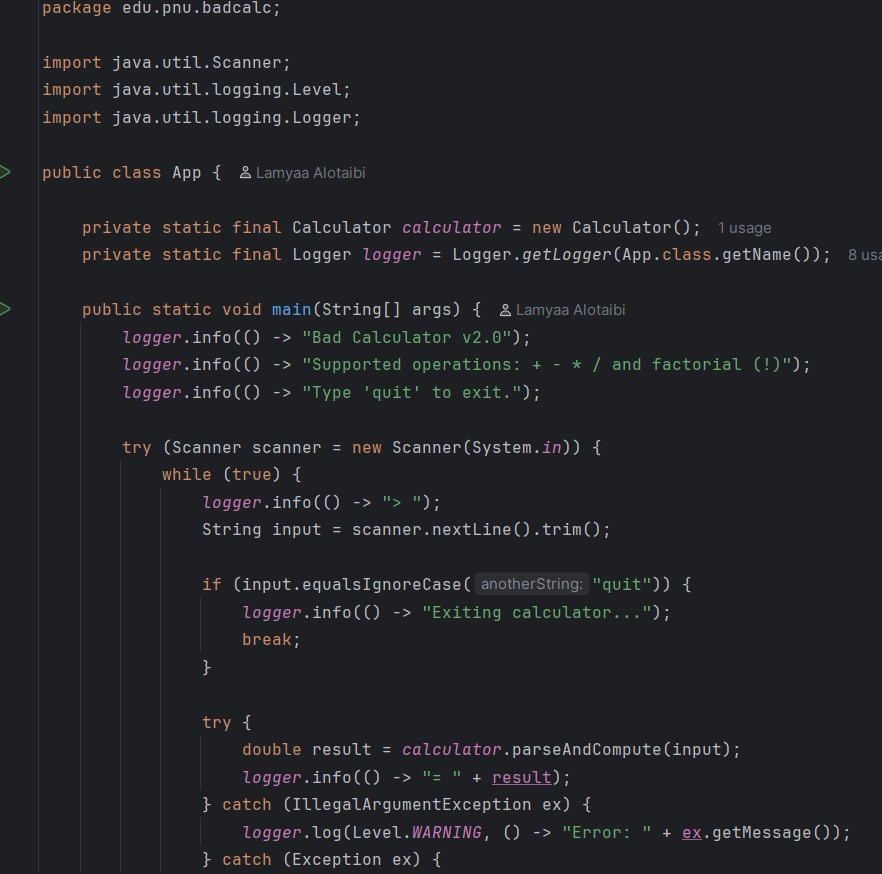 package edu.pnu.badcalc;
import java.util.Scanner;
import java.util.logging.Level;
import java.util.logging.Logger;
public class App { Lamyaa Alotaibi
private static final Calculator calculator = new Calculator(); 1 usage
private static final Logger logger = Logger.getLogger(App.class.getName()); 8 usa
public static void main(String[] args) { Lamyaa Alotaibi
logger.info(() -> "Bad Calculator v2.0");
logger.info(() -> "Supported operations: + - * / and factorial (!)");
logger.info(() -> "Type 'quit' to exit.");
try (Scanner scanner = new Scanner(System.in)) {
while (true) {
logger.info(() -> "> ");
String input = scanner.nextLine().trim();
if (input.equalsIgnoreCase( anotherString: "quit")) {
logger.info(() -> "Exiting calculator...");
break;
}
try {
double result = calculator.parseAndCompute(input);
logger.info(() -> "= " + result);
} catch (IllegalArgumentException ex) {
logger.log(Level.WARNING, () -> "Error: " + ex.getMessage());
} catch (Exception ex) {